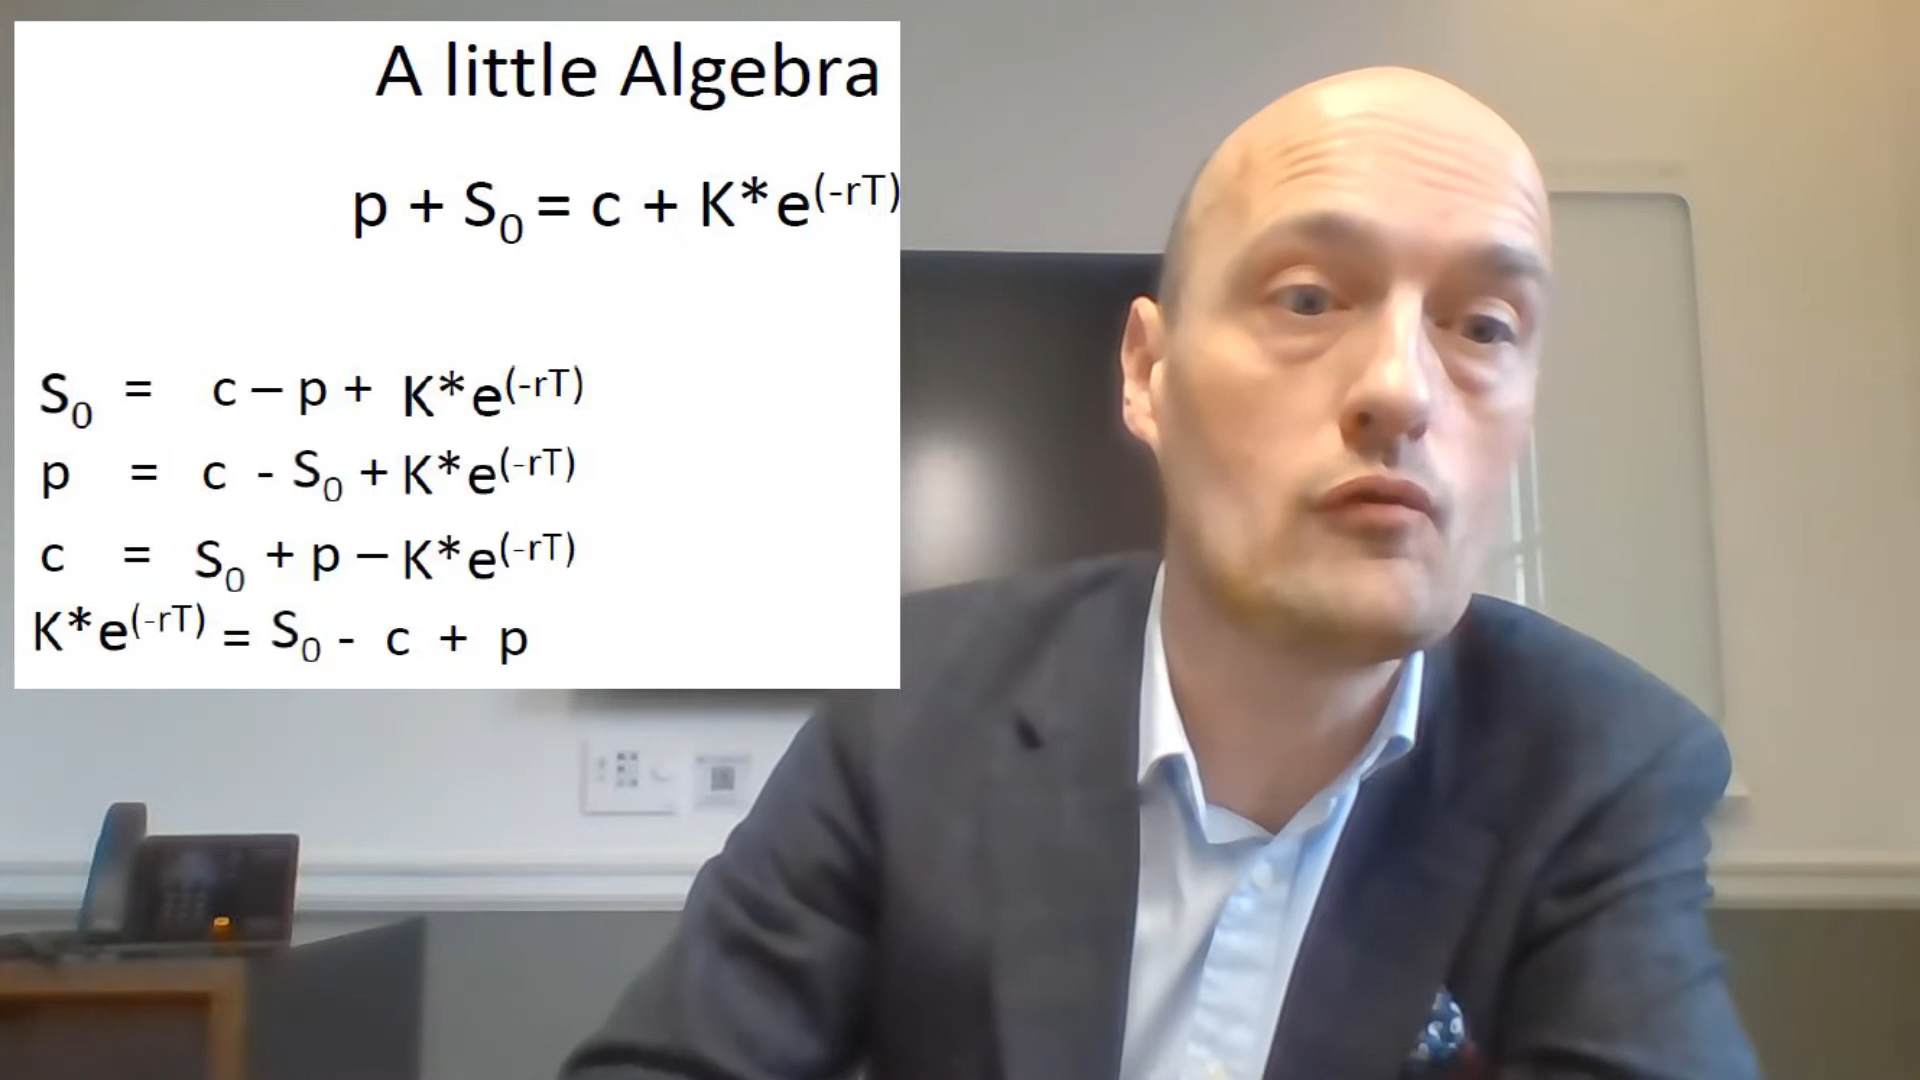 A little Algebra
p + S₀ = c + K*e⁽⁻ʳᵀ⁾
S₀ = c – p + K*e⁽⁻ʳᵀ⁾
p = c - S₀ + K*e⁽⁻ʳᵀ⁾
c = S₀ + p – K*e⁽⁻ʳᵀ⁾
K*e⁽⁻ʳᵀ⁾ = S₀ - c + p